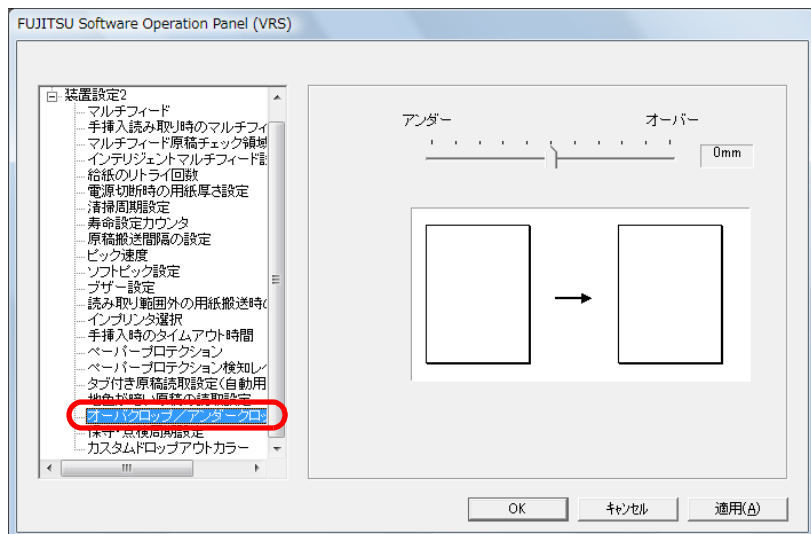 FUJITSU Software Operation Panel (VRS)
装置設定2
マルチフィード
手挿入読み取り時のマルチフィ
マルチフィード原稿チェック領域
インテリジェントマルチフィード
給紙のリトライ回数
電源切断時の用紙厚さ設定
清掃周期設定
寿命設定カウンタ
原稿搬送間隔の設定
ピック速度
ソフトピック設定
ブザー設定
読み取り範囲外の用紙搬送時
インプリンタ選択
手挿入時のタイムアウト時間
ペーパープロテクション
ペーパープロテクション検知レ
タブ付き原稿読取設定(自動用
地色が暗い原稿の読取設定
オーバクロップ/アンダークロッ
保守・点検周期設定
カスタムドロップアウトカラー
アンダー
オーバー
0mm
OK
キャンセル
適用(A)